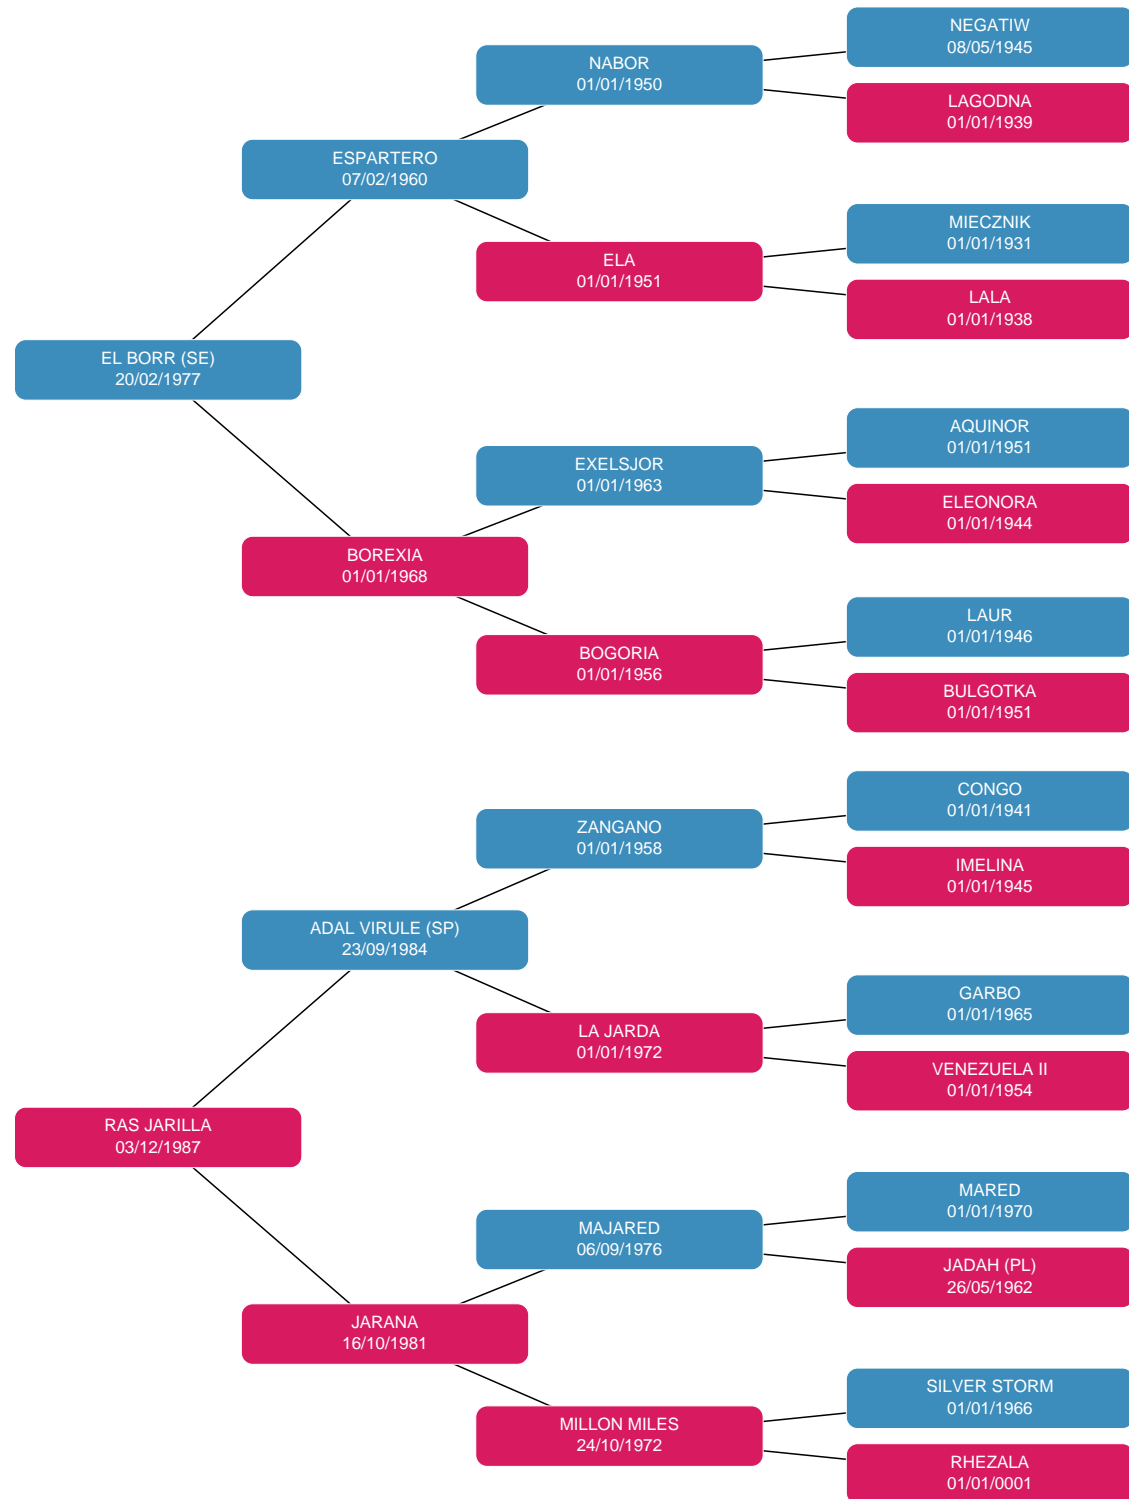 NEGATIW
08/05/1945
NABOR
01/01/1950
LAGODNA
01/01/1939
ESPARTERO
07/02/1960
MIECZNIK
01/01/1931
ELA
01/01/1951
LALA
01/01/1938
EL BORR (SE)
20/02/1977
AQUINOR
01/01/1951
EXELSJOR
01/01/1963
ELEONORA
01/01/1944
BOREXIA
01/01/1968
LAUR
01/01/1946
BOGORIA
01/01/1956
BULGOTKA
01/01/1951
CONGO
01/01/1941
ZANGANO
01/01/1958
IMELINA
01/01/1945
ADAL VIRULE (SP)
23/09/1984
GARBO
01/01/1965
LA JARDA
01/01/1972
VENEZUELA II
01/01/1954
RAS JARILLA
03/12/1987
MARED
01/01/1970
MAJARED
06/09/1976
JADAH (PL)
26/05/1962
JARANA
16/10/1981
SILVER STORM
01/01/1966
MILLON MILES
24/10/1972
RHEZALA
01/01/0001